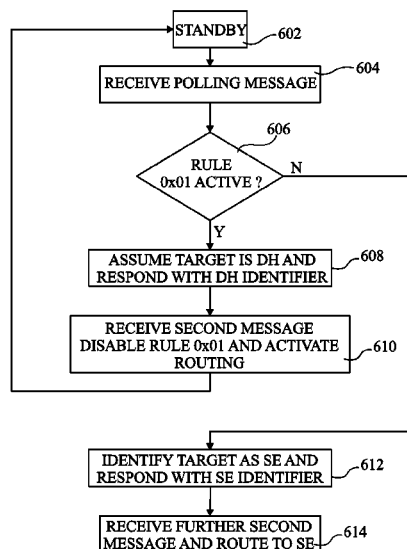 STANDBY
602
RECEIVE POLLING MESSAGE
604
606
RULE
0x01 ACTIVE ?
N
Y
ASSUME TARGET IS DH AND
RESPOND WITH DH IDENTIFIER
608
RECEIVE SECOND MESSAGE
DISABLE RULE 0x01 AND ACTIVATE
ROUTING
610
IDENTIFY TARGET AS SE AND
RESPOND WITH SE IDENTIFIER
612
RECEIVE FURTHER SECOND
MESSAGE AND ROUTE TO SE
614